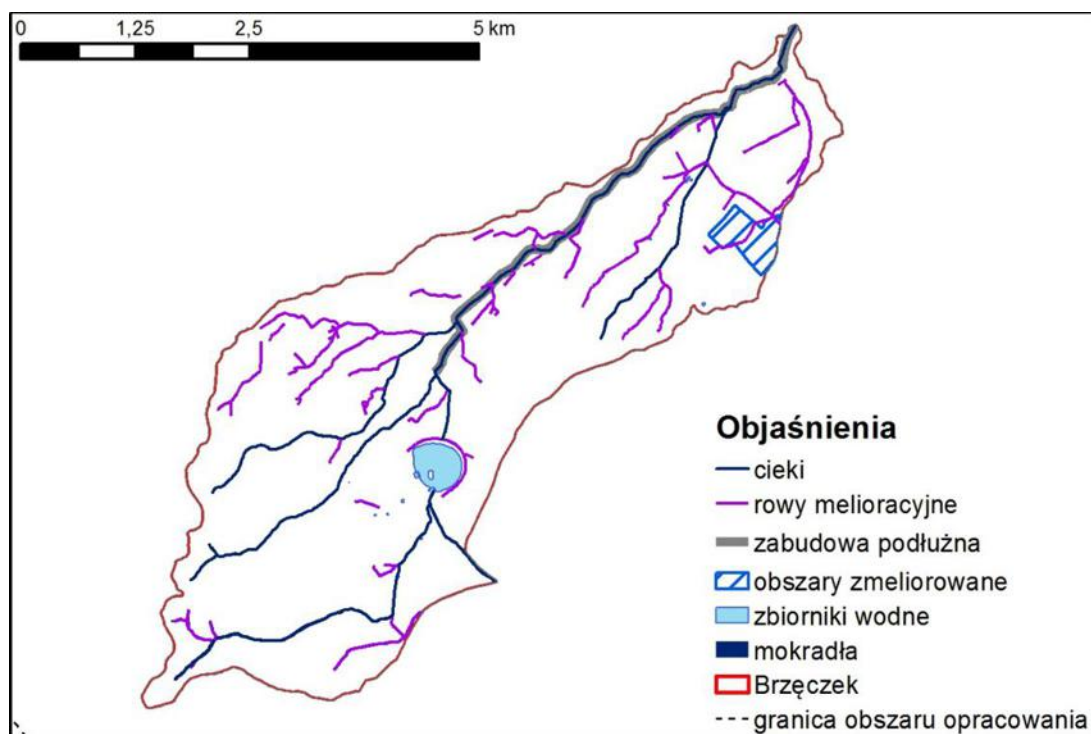 0 1,25 2,5 5 km
Objaśnienia
cieki
rowy melioracyjne
zabudowa podłużna
obszary zmeliorowane
zbiorniki wodne
mokradła
Brzęczek
granica obszaru opracowania